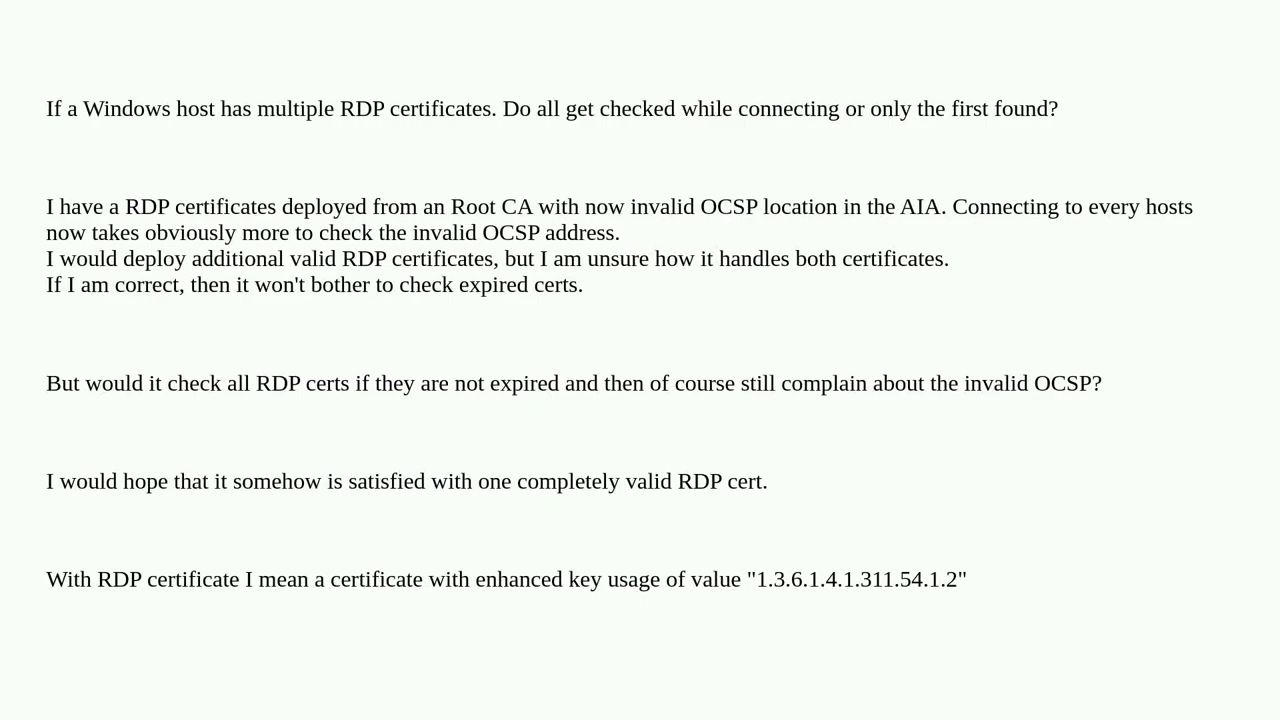 If a Windows host has multiple RDP certificates. Do all get checked while connecting or only the first found?
I have a RDP certificates deployed from an Root CA with now invalid OCSP location in the AIA. Connecting to every hosts
now takes obviously more to check the invalid OCSP address.
I would deploy additional valid RDP certificates, but I am unsure how it handles both certificates.
If I am correct, then it won't bother to check expired certs.
But would it check all RDP certs if they are not expired and then of course still complain about the invalid OCSP?
I would hope that it somehow is satisfied with one completely valid RDP cert.
With RDP certificate I mean a certificate with enhanced key usage of value "1.3.6.1.4.1.311.54.1.2"